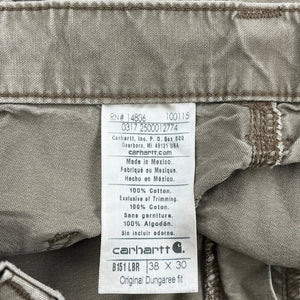 RN# 14806 100115
0317 2500012774
Carhartt, Inc. P.O. Box 600
Dearborn, MI 48121 USA
carhartt.com
Made in Mexico.
Fabriqué au Mexique.
Hecho en México.
100% Cotton.
Exclusive of Trimming.
100% Coton.
Sans garniture.
100% Algodón.
Sin incluir adornos.
carhartt
B151 LBR 38 X 30
Original Dungaree fit